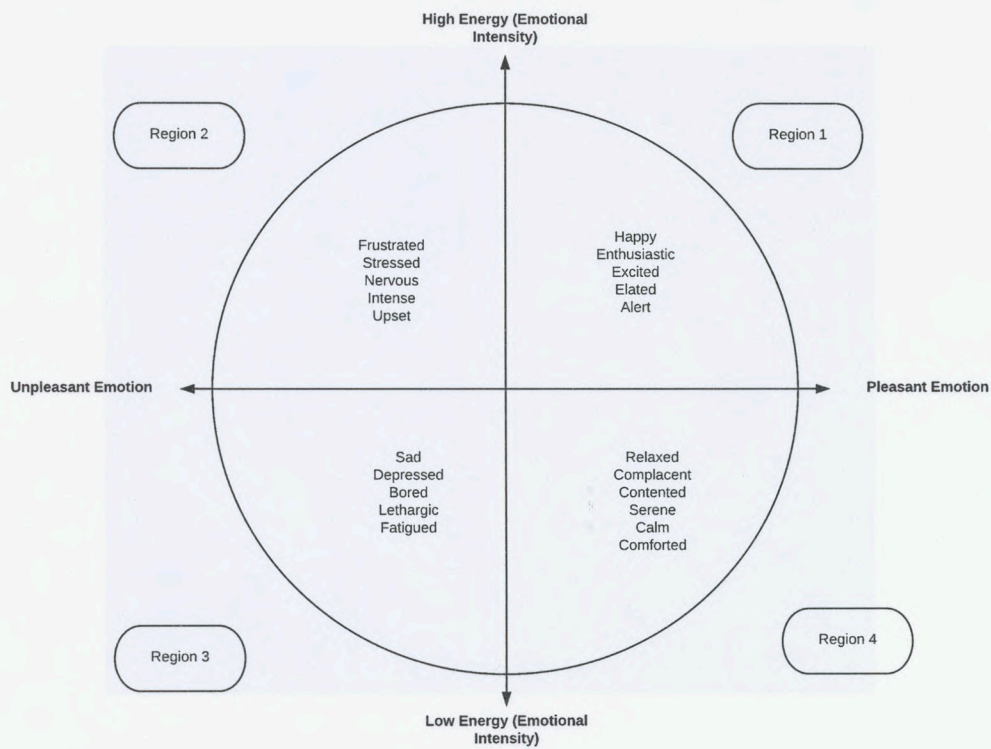 High Energy (Emotional
Intensity)
Region 2
Region 1
Frustrated
Stressed
Nervous
Intense
Upset
Happy
Enthusiastic
Excited
Elated
Alert
Unpleasant Emotion
Pleasant Emotion
Sad
Depressed
Bored
Lethargic
Fatigued
Relaxed
Complacent
Contented
Serene
Calm
Comforted
Region 3
Region 4
Low Energy (Emotional
Intensity)